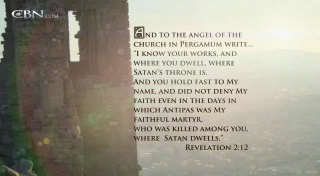 CBN.COM
AND TO THE ANGEL OF THE
CHURCH IN PERGAMUM WRITE...
"I KNOW YOUR WORKS, AND
WHERE YOU DWELL, WHERE
SATAN'S THRONE IS.
AND YOU HOLD FAST TO MY
NAME, AND DID NOT DENY MY
FAITH EVEN IN THE DAYS IN
WHICH ANTIPAS WAS MY
FAITHFUL MARTYR,
WHO WAS KILLED AMONG YOU,
WHERE SATAN DWELLS."
REVELATION 2:12